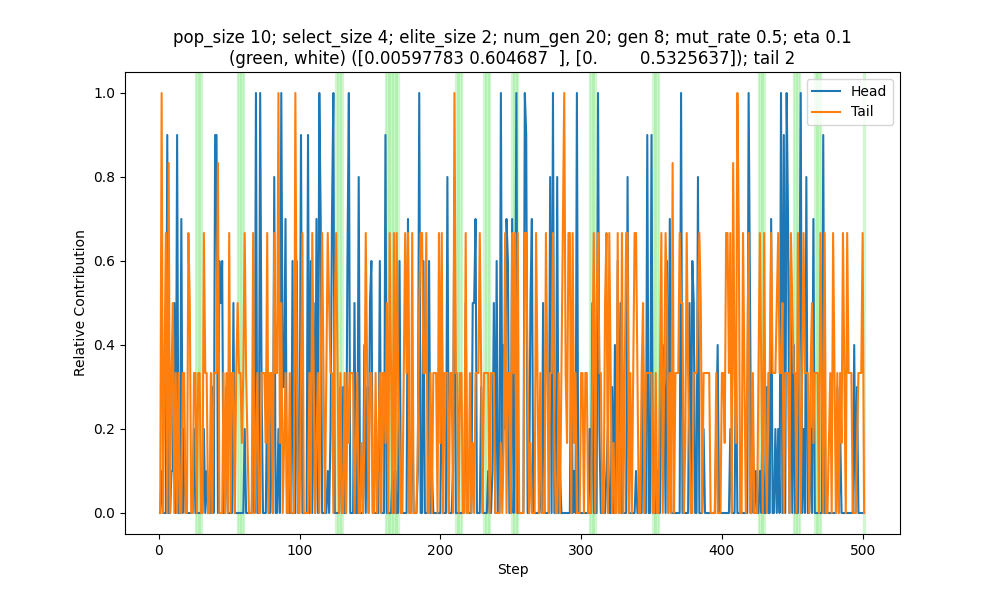 pop_size 10; select_size 4; elite_size 2; num_gen 20; gen 8; mut_rate 0.5; eta 0.1
(green, white) ([0.00597783 0.604687  ], [0.        0.5325637]); tail 2
Head
Tail
Relative Contribution
1.0
0.8
0.6
0.4
0.2
0.0
0 100 200 300 400 500
Step